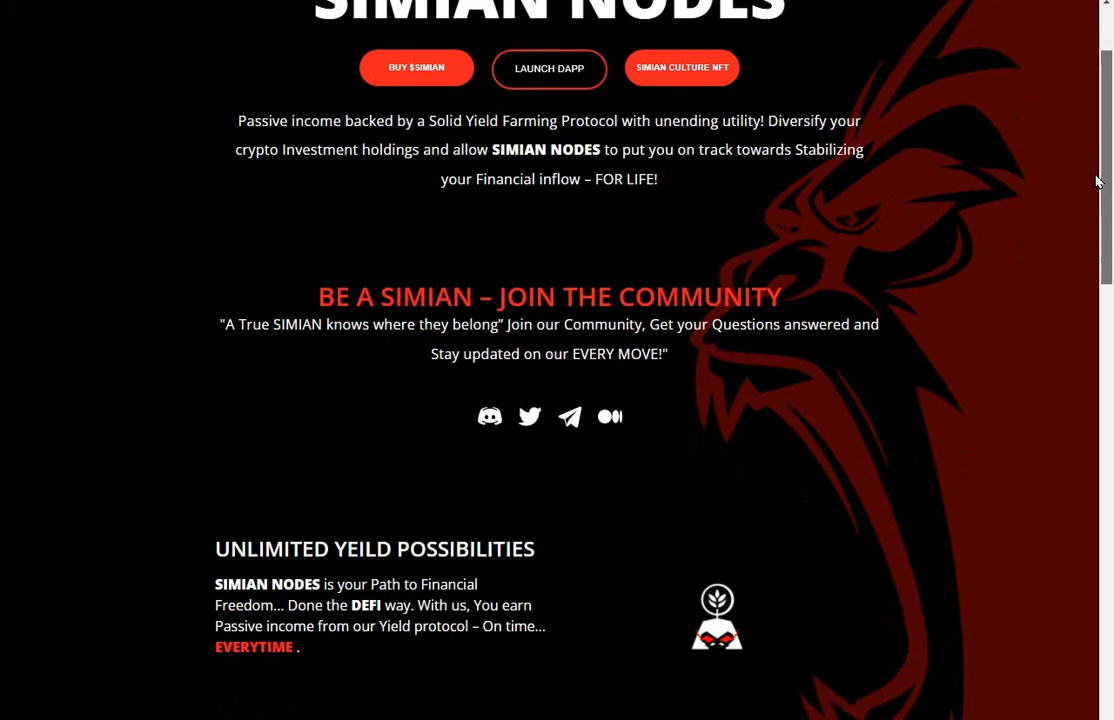 SIMIAN NODES
BUY $SIMIAN
LAUNCH DAPP
SIMIAN CULTURE NFT
Passive income backed by a Solid Yield Farming Protocol with unending utility! Diversify your
crypto Investment holdings and allow SIMIAN NODES to put you on track towards Stabilizing
your Financial inflow – FOR LIFE!
BE A SIMIAN – JOIN THE COMMUNITY
"A True SIMIAN knows where they belong” Join our Community, Get your Questions answered and
Stay updated on our EVERY MOVE!"
UNLIMITED YEILD POSSIBILITIES
SIMIAN NODES is your Path to Financial
Freedom... Done the DEFI way. With us, You earn
Passive income from our Yield protocol – On time...
EVERYTIME .